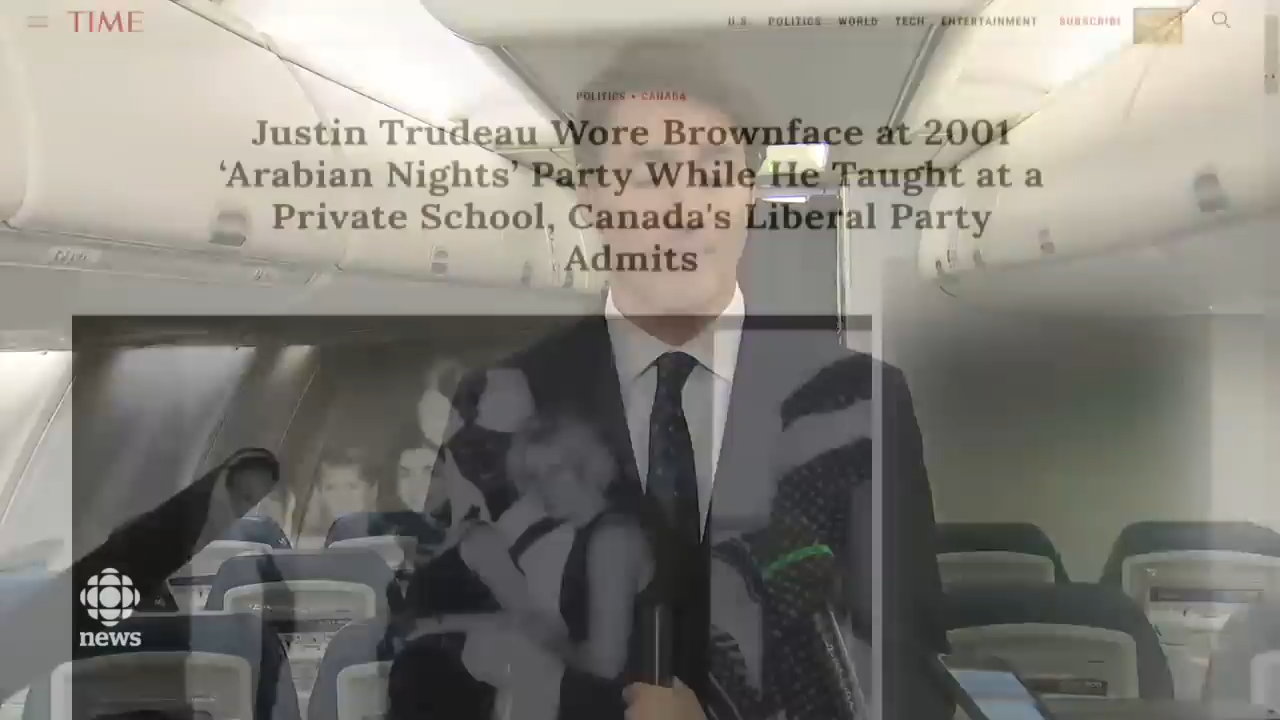 TIME
U.S. POLITICS WORLD TECH ENTERTAINMENT SUBSCRIBE
POLITICS • CANADA
Justin Trudeau Wore Brownface at 2001
‘Arabian Nights’ Party While He Taught at a
Private School, Canada's Liberal Party
Admits
news